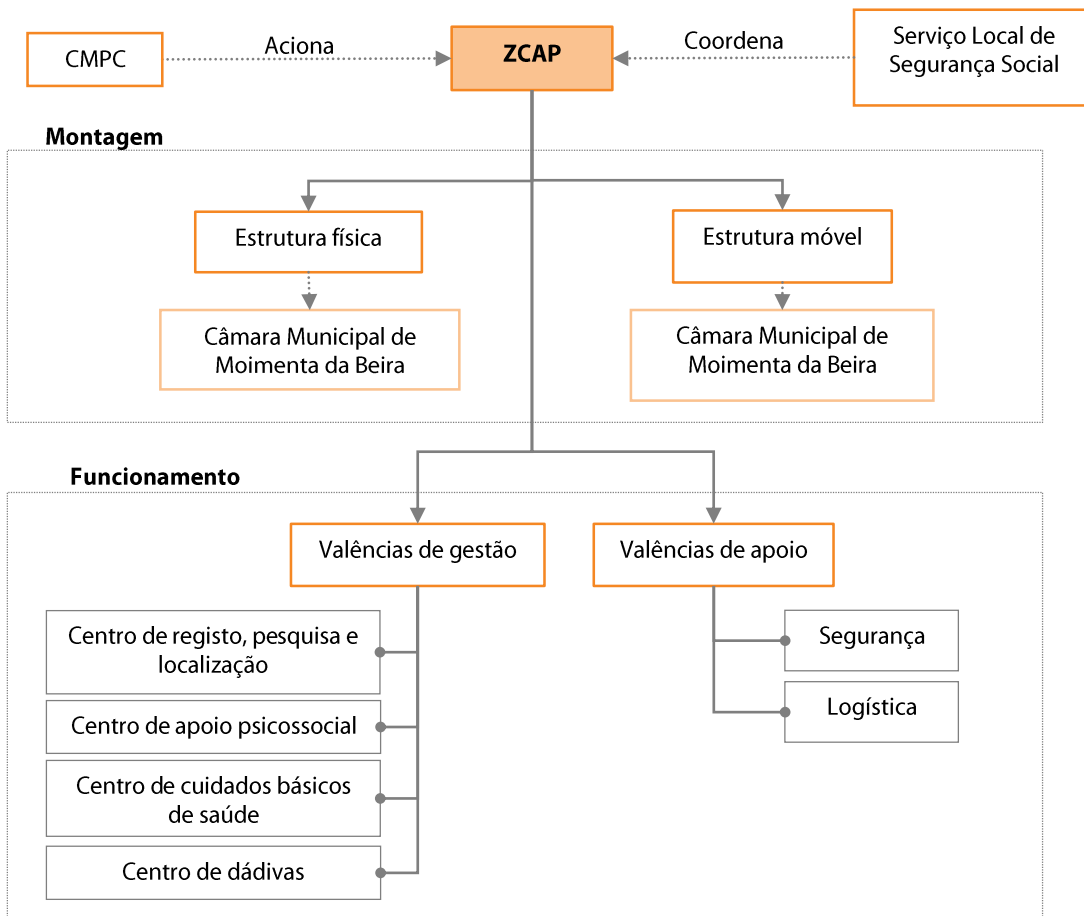 CMPC
Aciona
ZCAP
Coordena
Serviço Local de
Segurança Social
Montagem
Estrutura física
Estrutura móvel
Câmara Municipal de
Moimenta da Beira
Câmara Municipal de
Moimenta da Beira
Funcionamento
Valências de gestão
Valências de apoio
Centro de registo, pesquisa e
localização
Centro de apoio psicossocial
Centro de cuidados básicos
de saúde
Centro de dádivas
Segurança
Logística